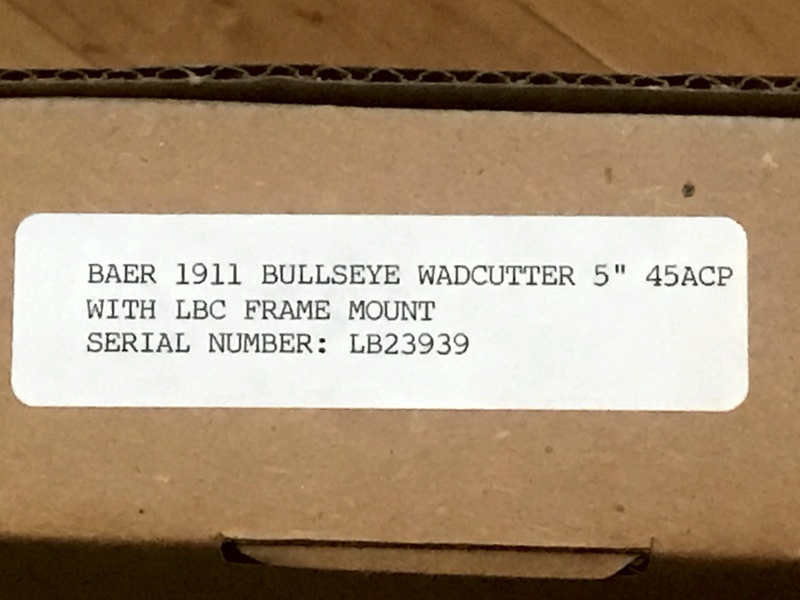 BAER 1911 BULLSEYE WADCUTTER 5" 45ACP
WITH LBC FRAME MOUNT
SERIAL NUMBER: LB23939